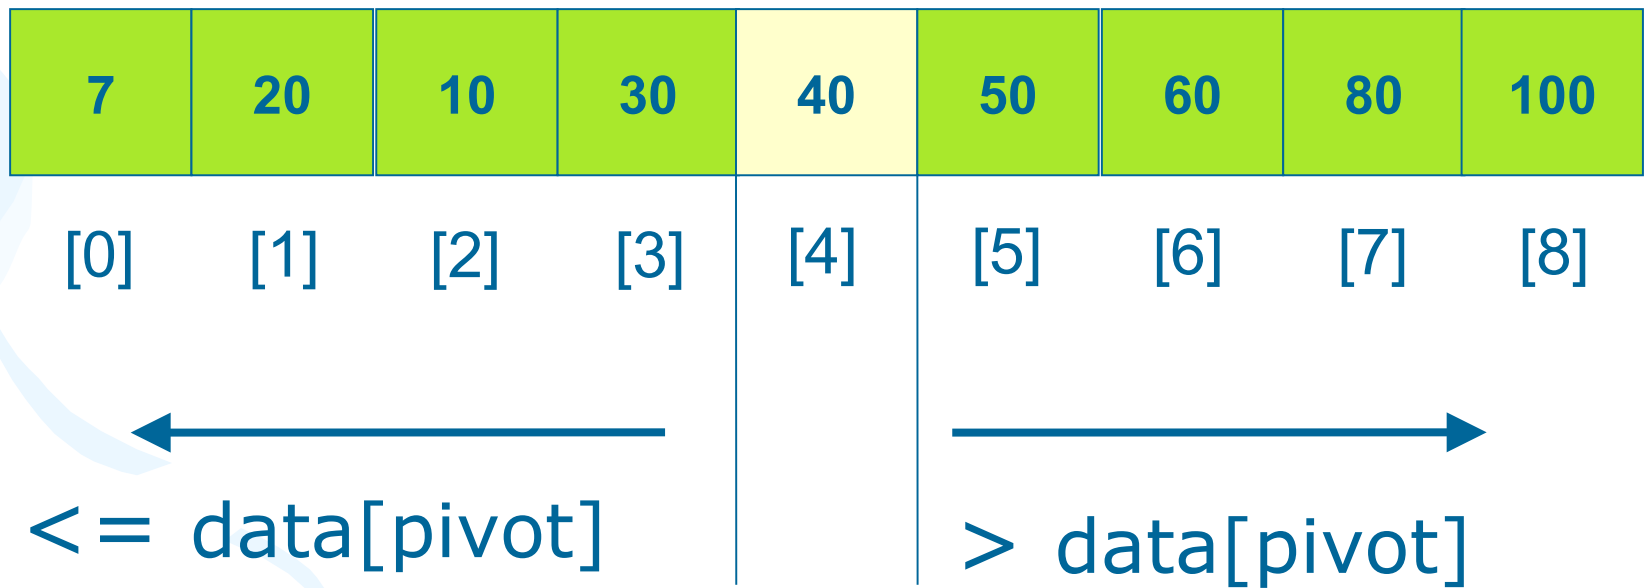 7 20 10 30 40 50 60 80 100
[0] [1] [2] [3] [4] [5] [6] [7] [8]
<= data[pivot] > data[pivot]